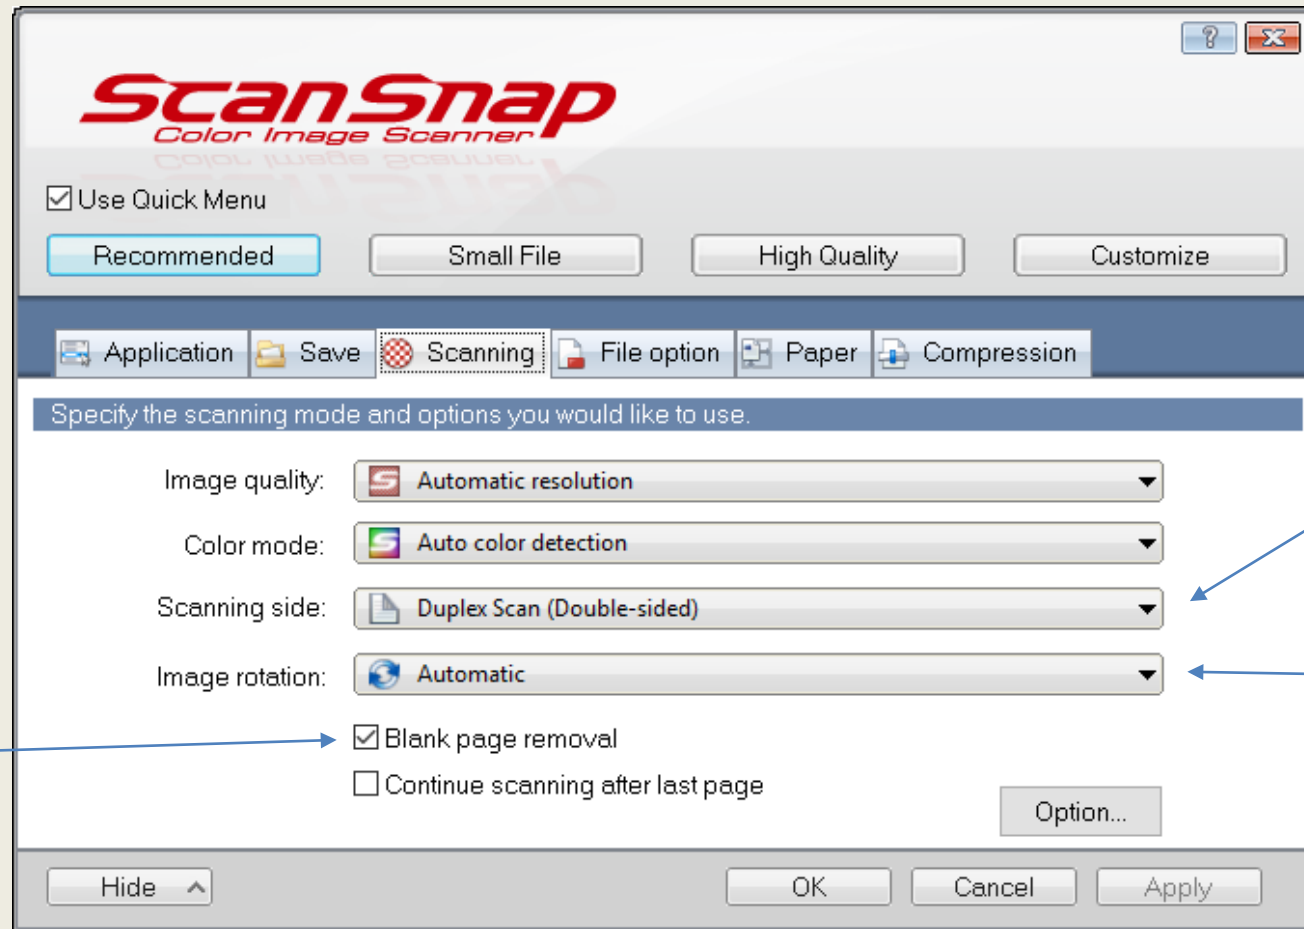 ScanSnap
Color Image Scanner
Use Quick Menu
Recommended Small File High Quality Customize
Application Save Scanning File option Paper Compression
Specify the scanning mode and options you would like to use.
Image quality: Automatic resolution
Color mode: Auto color detection
Scanning side: Duplex Scan (Double-sided)
Image rotation: Automatic
Blank page removal
Continue scanning after last page
Option...
Hide OK Cancel Apply